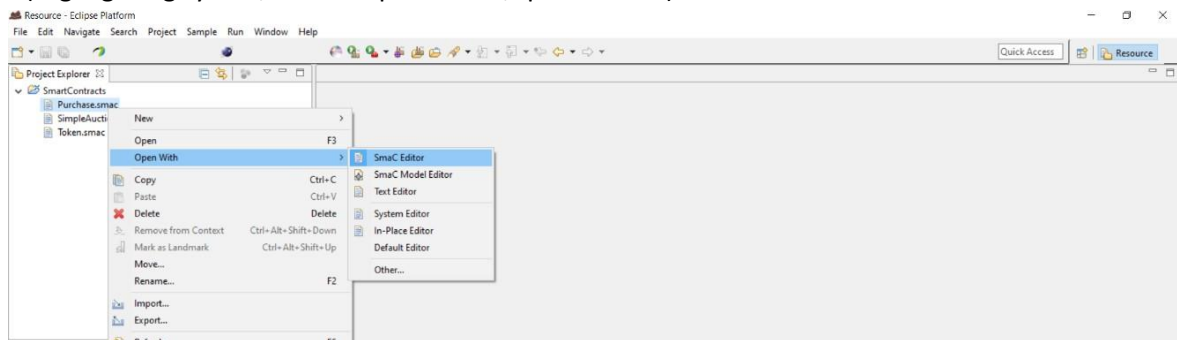 Resource - Eclipse Platform
File Edit Navigate Search Project Sample Run Window Help
Quick Access
Resource
Project Explorer
SmartContracts
Purchase.smac
SimpleAucti
Token.smac
New
Open F3
Open With
Copy Ctrl+C
Paste Ctrl+V
Delete Delete
Remove from Context Ctrl+Alt+Shift+Down
Mark as Landmark Ctrl+Alt+Shift+Up
Move...
Rename... F2
Import...
Export...
SmaC Editor
SmaC Model Editor
Text Editor
System Editor
In-Place Editor
Default Editor
Other...